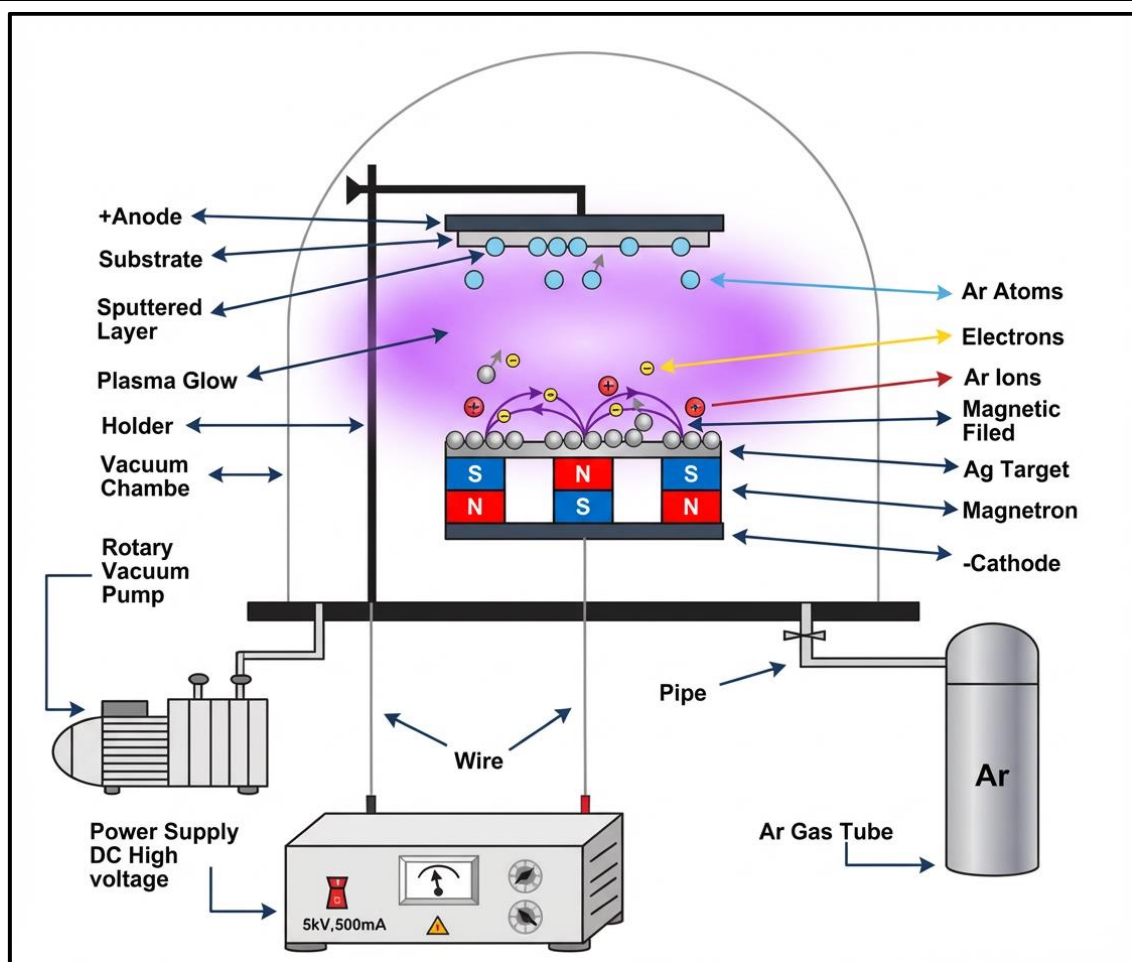 +Anode
Substrate
Sputtered
Layer
Plasma Glow
Holder
Vacuum
Chambe
Rotary
Vacuum
Pump
Power Supply
DC High
voltage
Ar Atoms
Electrons
Ar Ions
Magnetic
Filed
Ag Target
Magnetron
-Cathode
S N S
N S N
Pipe
Wire
Ar
Ar Gas Tube
5kV,500mA